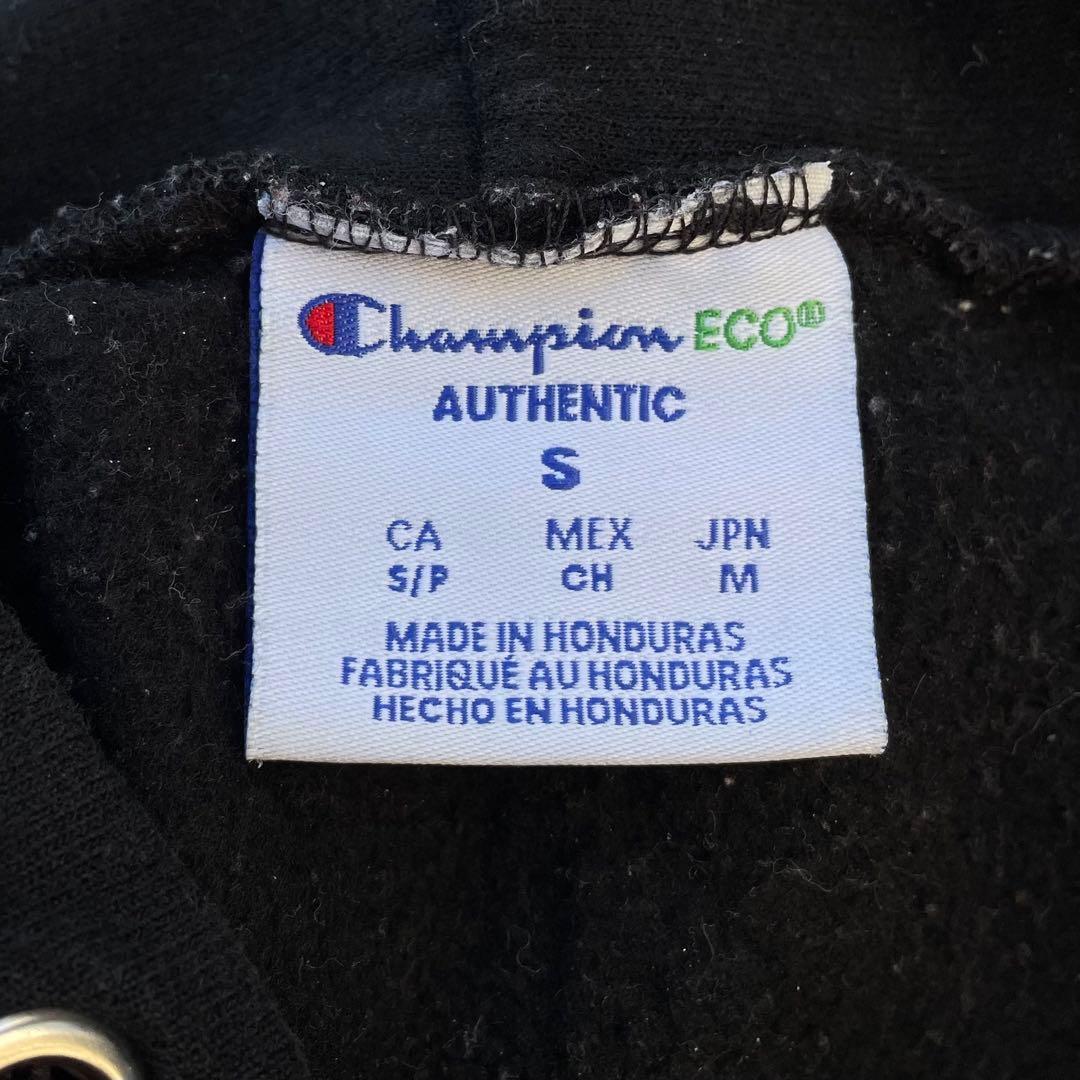 Champion ECO®
AUTHENTIC
S
CA MEX JPN
S/P CH M
MADE IN HONDURAS
FABRIQUÉ AU HONDURAS
HECHO EN HONDURAS